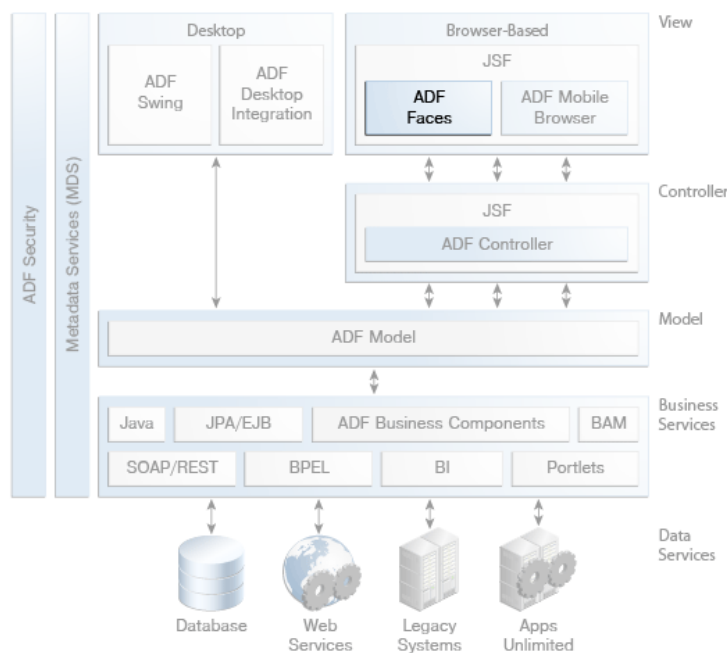 Desktop
Browser-Based
View
JSF
ADF
Swing
ADF
Desktop
Integration
ADF
Faces
ADF Mobile
Browser
Controller
JSF
ADF Controller
ADF Security
Metadata Services (MDS)
Model
ADF Model
Business
Services
Java
JPA/EJB
ADF Business Components
BAM
SOAP/REST
BPEL
BI
Portlets
Data
Services
Database
Web
Services
Legacy
Systems
Apps
Unlimited